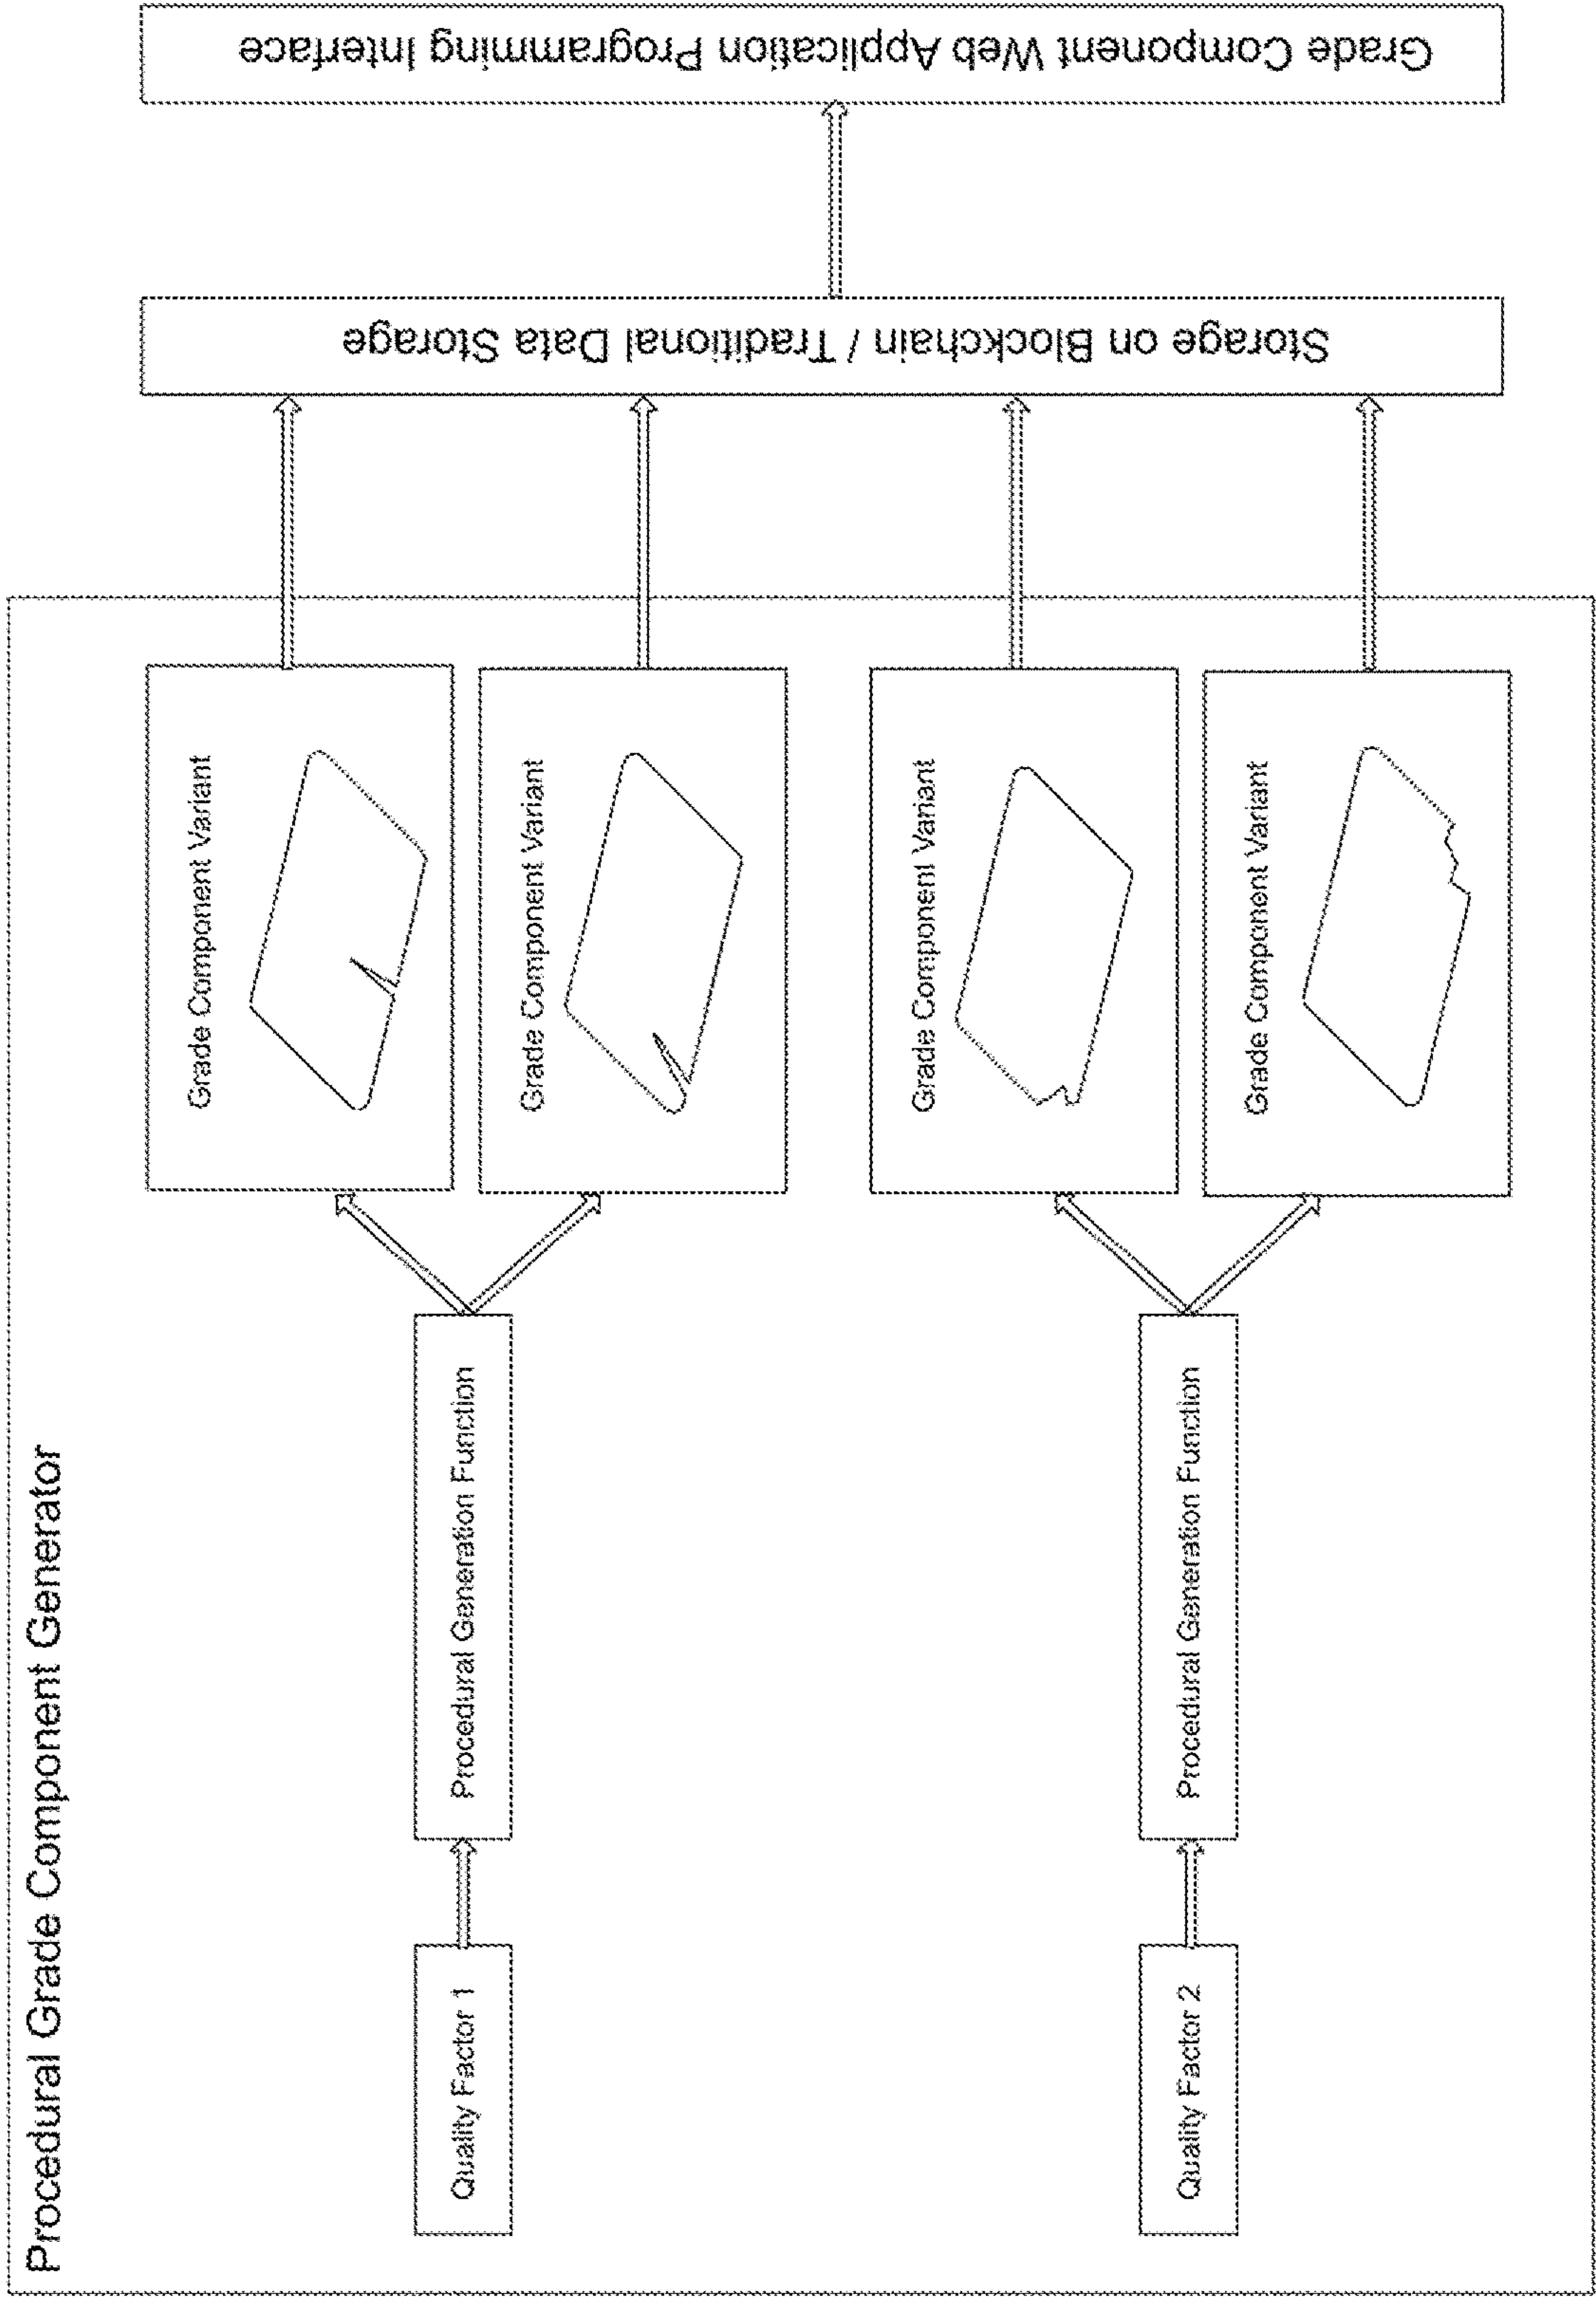 Procedural Grade Component Generator
Quality Factor 1
Procedural Generation Function
Grade Component Variant
Grade Component Variant
Quality Factor 2
Procedural Generation Function
Grade Component Variant
Grade Component Variant
Storage on Blockchain / Traditional Data Storage
Grade Component Web Application Programming Interface